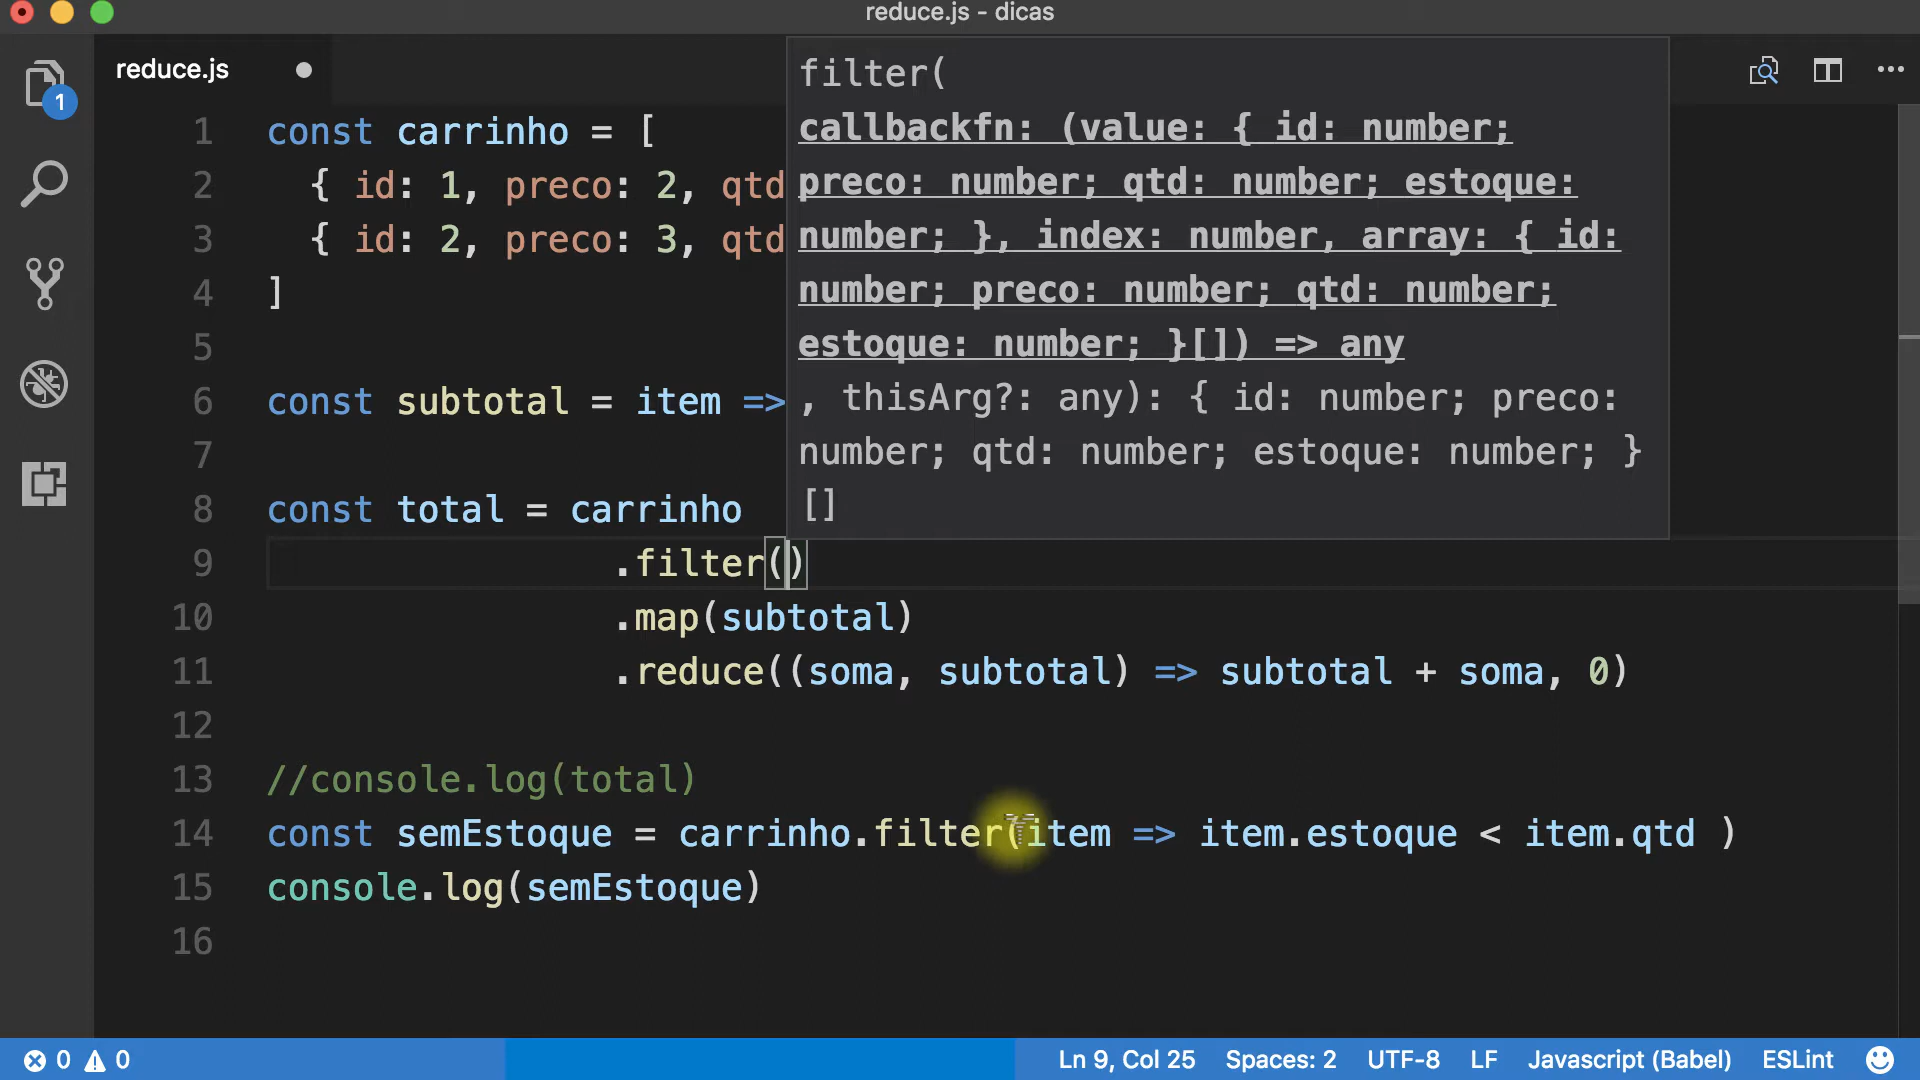 reduce.js - dicas
reduce.js
1
1 const carrinho = [
2 { id: 1, preco: 2, qtd
3 { id: 2, preco: 3, qtd
4 ]
5
6 const subtotal = item =>
7
8 const total = carrinho
9 .filter()
10 .map(subtotal)
11 .reduce((soma, subtotal) => subtotal + soma, 0)
12
13 //console.log(total)
14 const semEstoque = carrinho.filter(item => item.estoque < item.qtd )
15 console.log(semEstoque)
16
filter(
callbackfn: (value: { id: number;
preco: number; qtd: number; estoque:
number; }, index: number, array: { id:
number; preco: number; qtd: number;
estoque: number; }[]) => any
, thisArg?: any): { id: number; preco:
number; qtd: number; estoque: number; }
[]
0 0 Ln 9, Col 25 Spaces: 2 UTF-8 LF Javascript (Babel) ESLint